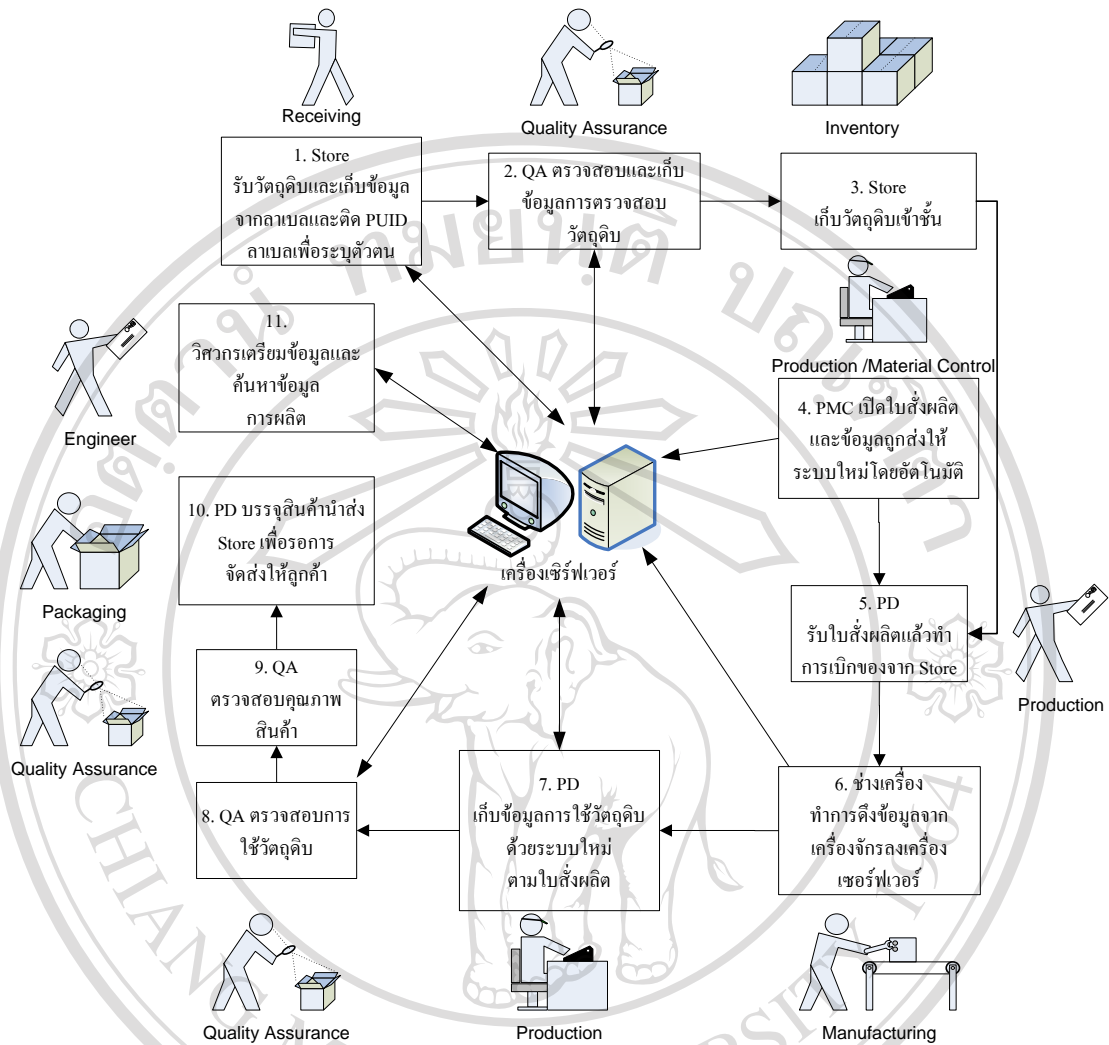 Receiving
Quality Assurance
Inventory
1. Store
รับวัตถุดิบและเก็บข้อมูล
จากลาเบลและติด PUID
ลาเบลเพื่อระบุตัวตน
2. QA ตรวจสอบและเก็บ
ข้อมูลการตรวจสอบ
วัตถุดิบ
3. Store
เก็บวัตถุดิบเข้าชั้น
Production /Material Control
4. PMC เปิดใบสั่งผลิต
และข้อมูลถูกส่งให้
ระบบใหม่โดยอัตโนมัติ
11.
วิศวกรเตรียมข้อมูลและ
ค้นหาข้อมูล
การผลิต
Engineer
10. PD บรรจุสินค้านำส่ง
Store เพื่อรอการ
จัดส่งให้ลูกค้า
Packaging
เครื่องเซิร์ฟเวอร์
5. PD
รับใบสั่งผลิตแล้วทำ
การเบิกของจาก Store
Production
9. QA
ตรวจสอบคุณภาพ
สินค้า
Quality Assurance
8. QA ตรวจสอบการ
ใช้วัตถุดิบ
7. PD
เก็บข้อมูลการใช้วัตถุดิบ
ด้วยระบบใหม่
ตามใบสั่งผลิต
6. ช่างเครื่อง
ทำการดึงข้อมูลจาก
เครื่องจักรลงเครื่อง
เซอร์ฟเวอร์
Quality Assurance
Production
Manufacturing